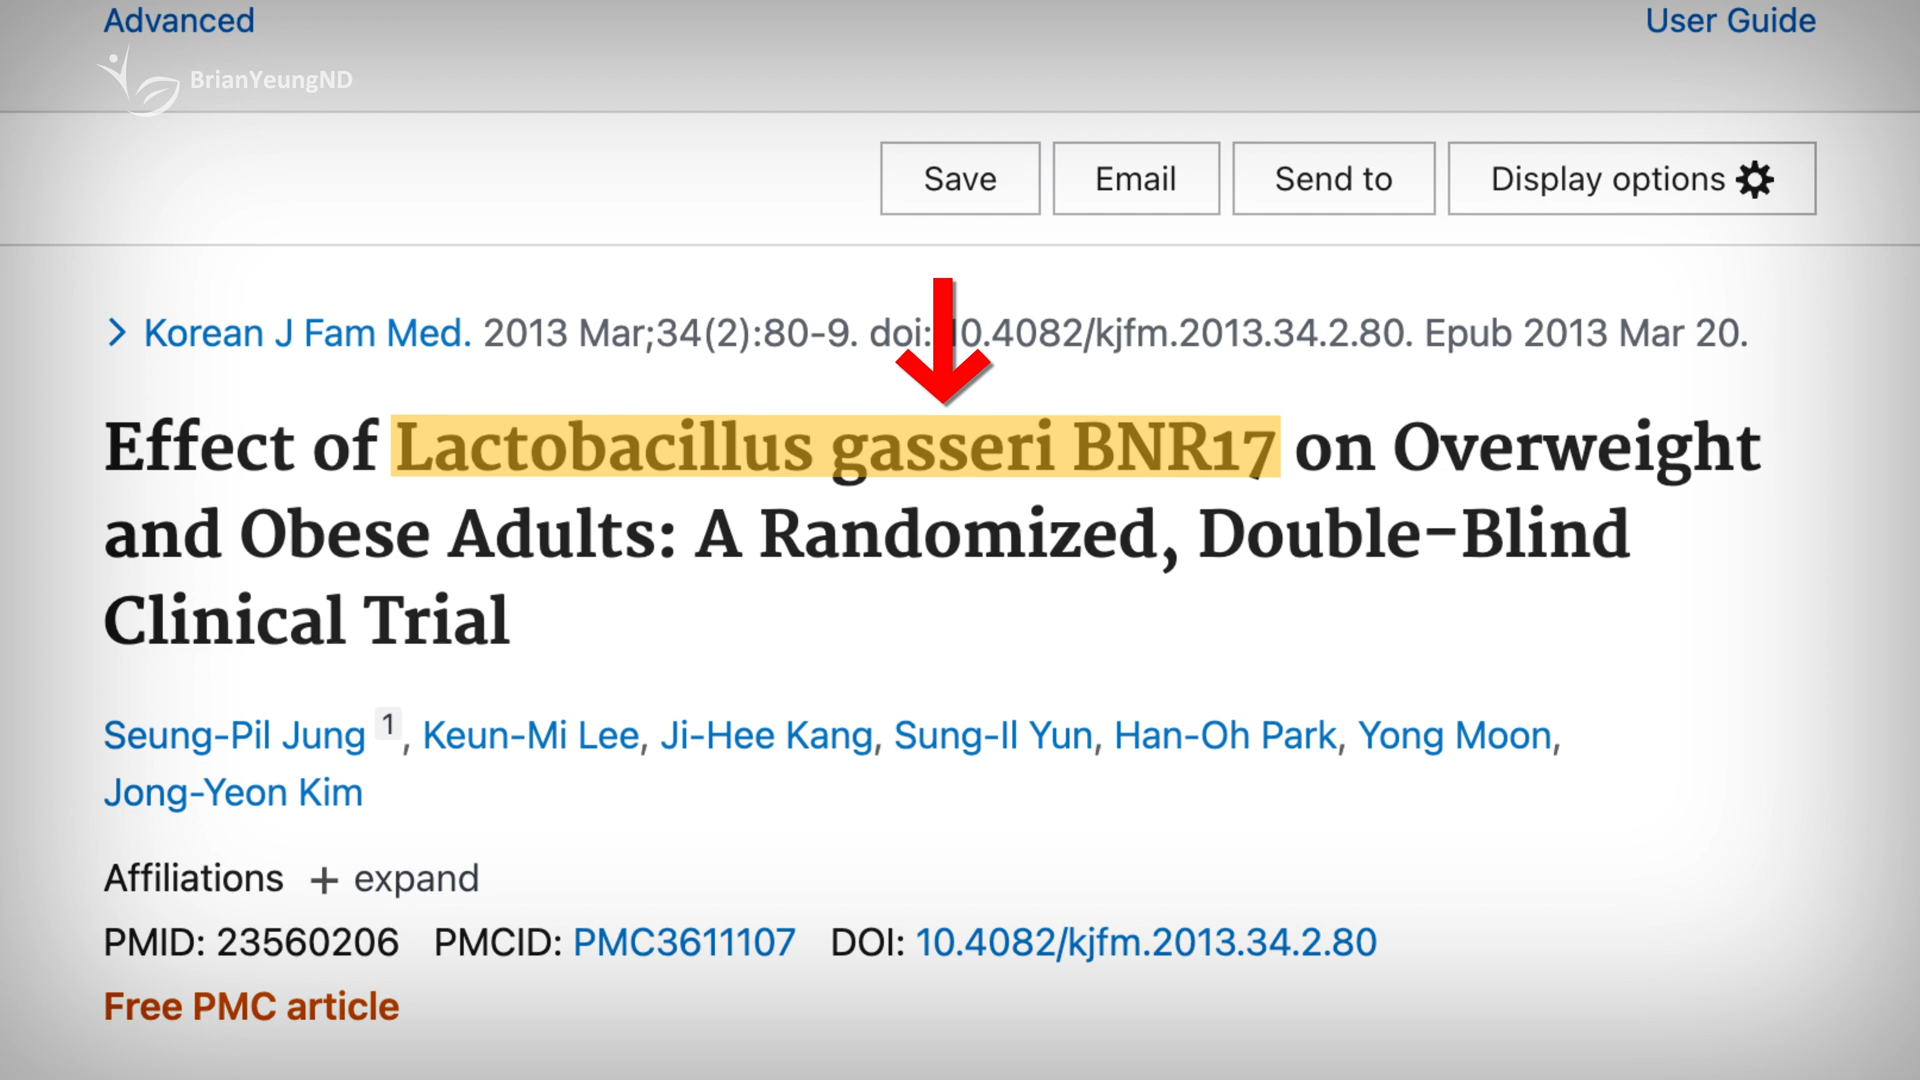 Advanced
User Guide
BrianYeungND
Save
Email
Send to
Display options
Korean J Fam Med. 2013 Mar;34(2):80-9. doi: 10.4082/kjfm.2013.34.2.80. Epub 2013 Mar 20.
Effect of Lactobacillus gasseri BNR17 on Overweight
and Obese Adults: A Randomized, Double-Blind
Clinical Trial
Seung-Pil Jung 1, Keun-Mi Lee, Ji-Hee Kang, Sung-Il Yun, Han-Oh Park, Yong Moon,
Jong-Yeon Kim
Affiliations + expand
PMID: 23560206 PMCID: PMC3611107 DOI: 10.4082/kjfm.2013.34.2.80
Free PMC article